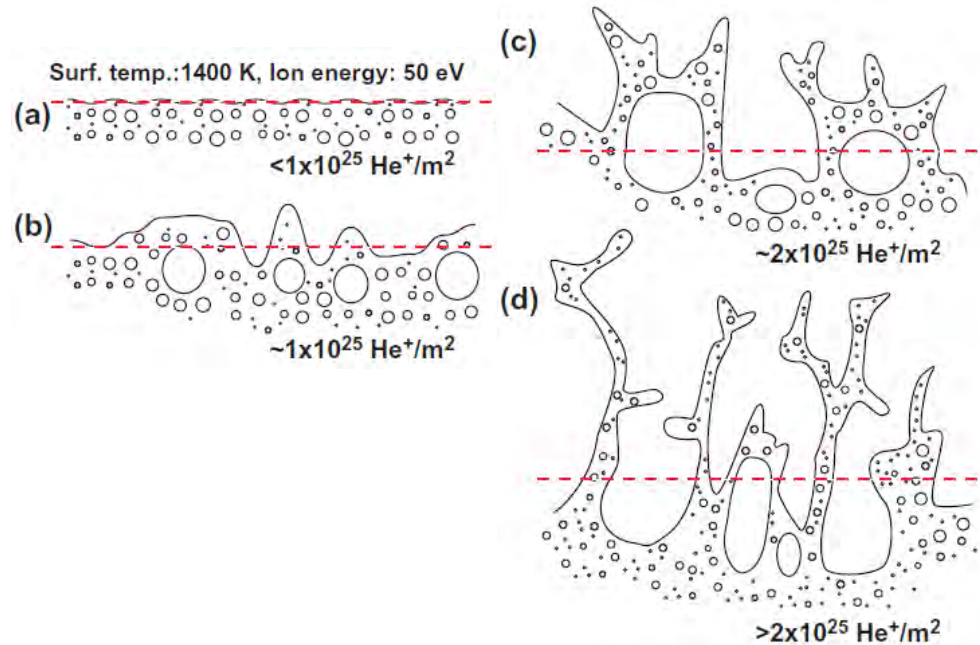 Surf. temp.:1400 K, Ion energy: 50 eV
(a)
<1x10²⁵ He⁺/m²
(b)
~1x10²⁵ He⁺/m²
(c)
~2x10²⁵ He⁺/m²
(d)
>2x10²⁵ He⁺/m²